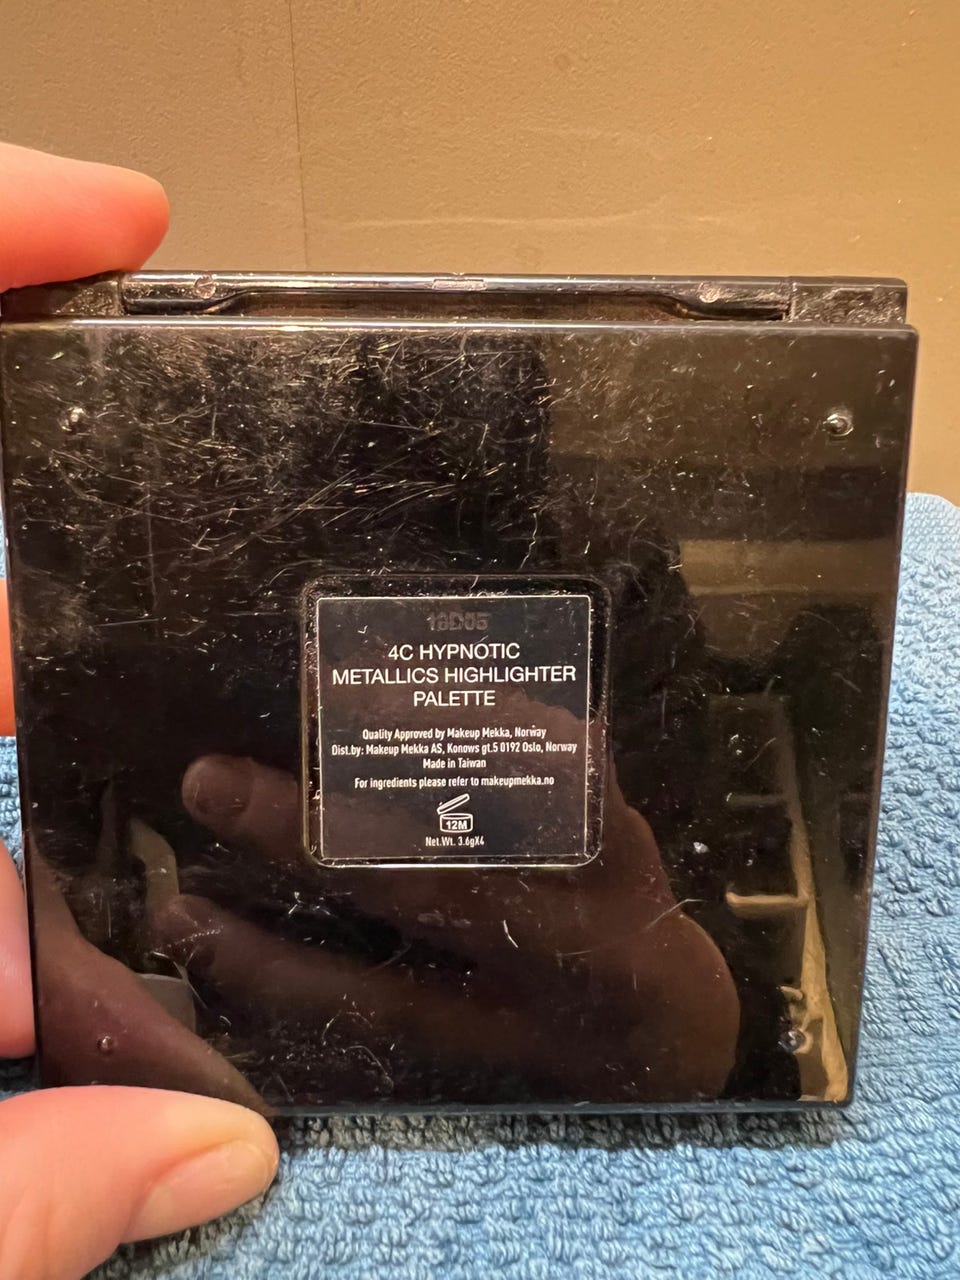 4C HYPNOTIC
METALLICS HIGHLIGHTER
PALETTE
Quality Approved by Makeup Mekka, Norway
Dist.by: Makeup Mekka AS, Konows gt.5 0192 Oslo, Norway
Made in Taiwan
For ingredients please refer to makeupmekka.no
12M
Net.Wt. 3.6gX4